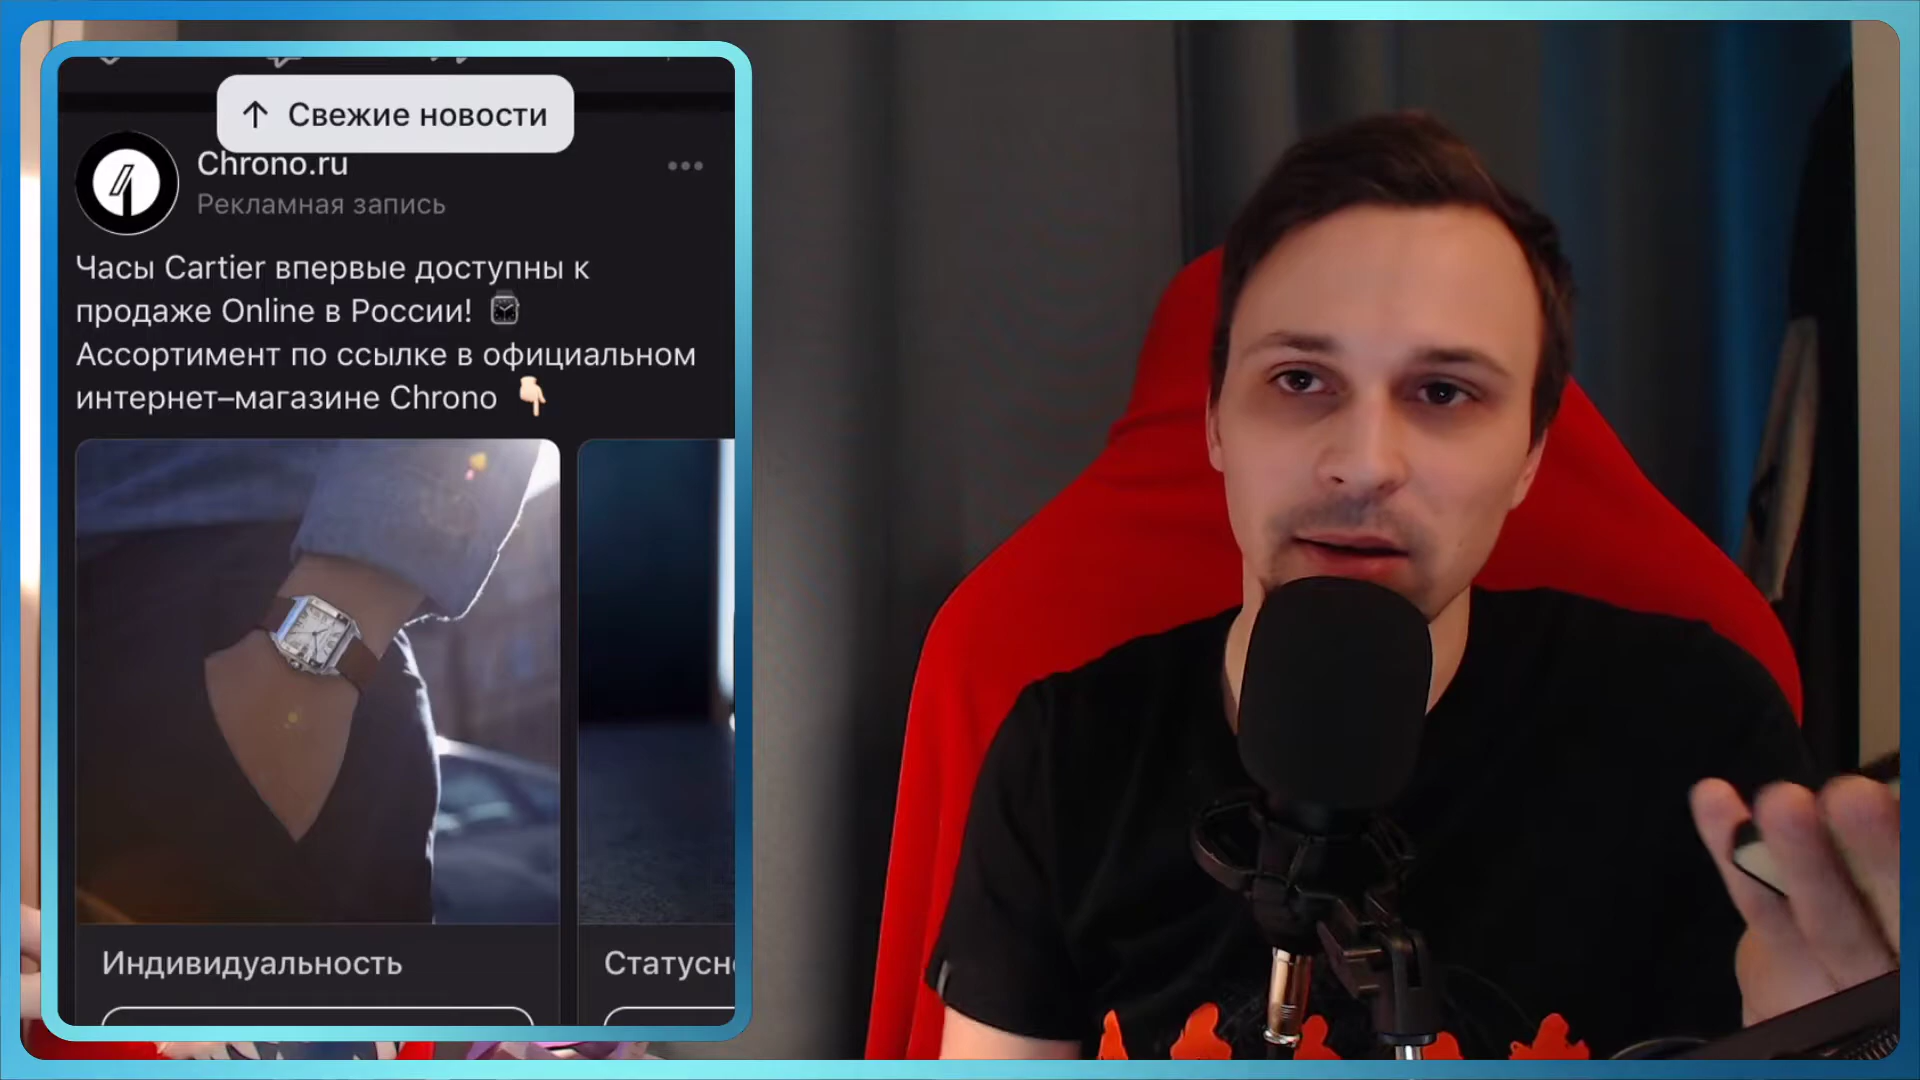 Свежие новости
Chrono.ru
Рекламная запись
Часы Cartier впервые доступны к
продаже Online в России!
Ассортимент по ссылке в официальном
интернет–магазине Chrono
Индивидуальность